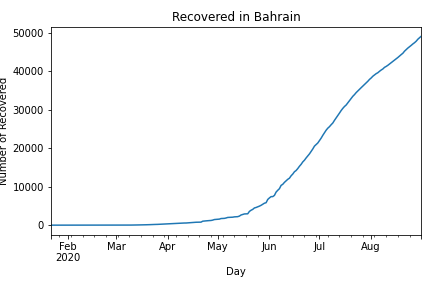 Recovered in Bahrain
50000
40000
30000
20000
10000
0
Number of Recovered
Feb
2020
Mar
Apr
May
Jun
Jul
Aug
Day